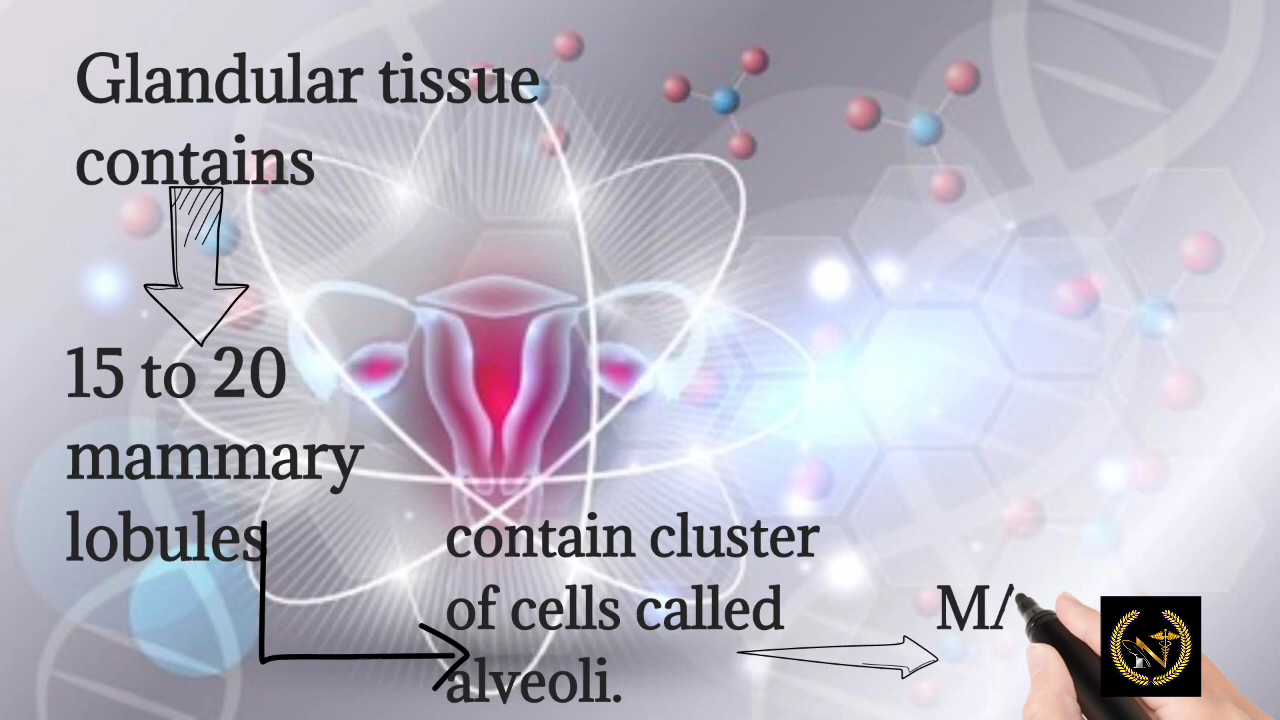 Glandular tissue
contains
15 to 20
mammary
lobules
contain cluster
of cells called
alveoli.
M